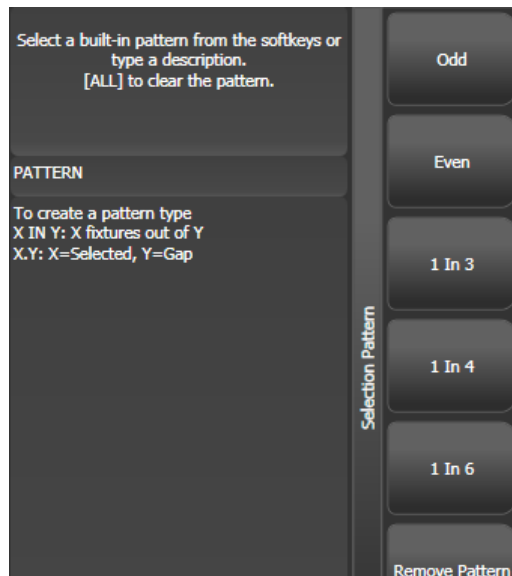 Select a built-in pattern from the softkeys or
type a description.
[ALL] to clear the pattern.
PATTERN
To create a pattern type
X IN Y: X fixtures out of Y
X.Y: X=Selected, Y=Gap
Selection Pattern
Odd
Even
1 In 3
1 In 4
1 In 6
Remove Pattern